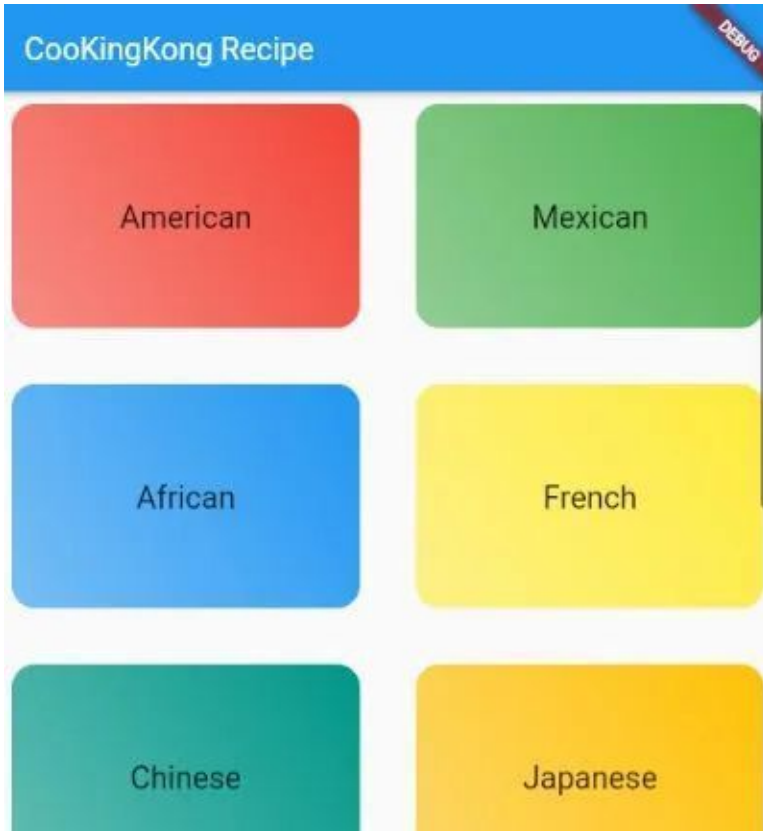 CooKingKong Recipe
DEBUG
American
Mexican
African
French
Chinese
Japanese